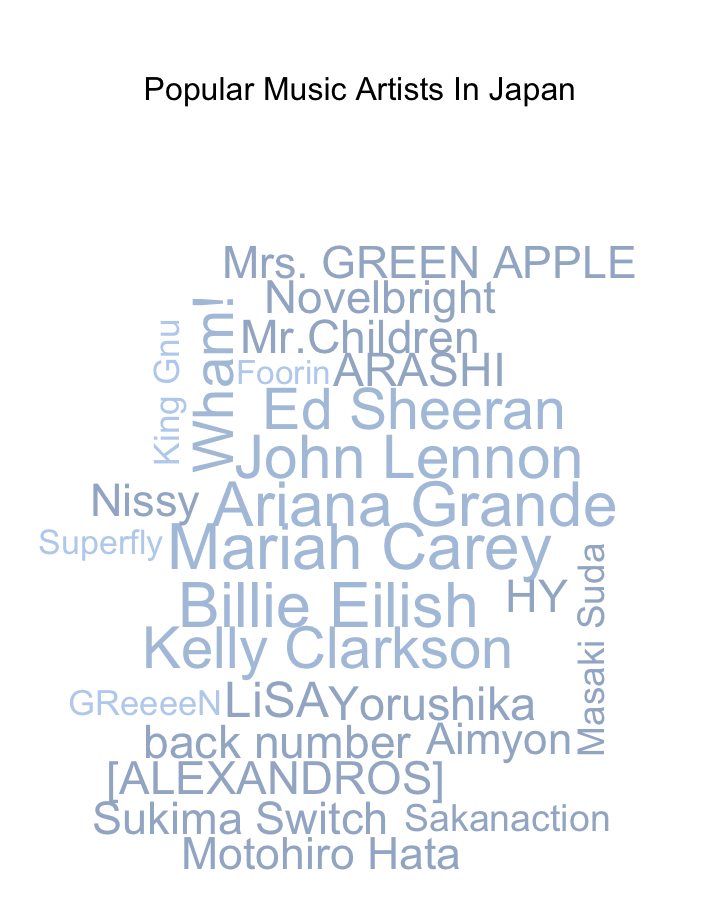 Popular Music Artists In Japan
Mrs. GREEN APPLE
Novelbright
Wham!
King Gnu
Mr.Children
Foorin
ARASHI
Ed Sheeran
John Lennon
Nissy
Ariana Grande
Superfly
Mariah Carey
Masaki Suda
Billie Eilish
HY
Kelly Clarkson
GReeeeN
LiSA
Yorushika
back number
Aimyon
[ALEXANDROS]
Sukima Switch
Sakanaction
Motohiro Hata